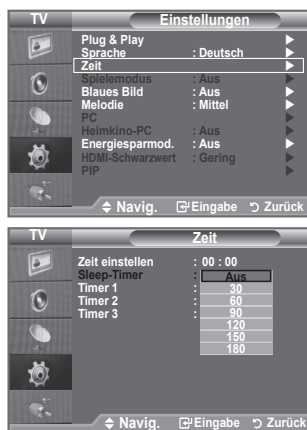 TV Einstellungen
Plug & Play
Sprache : Deutsch
Zeit
Spielemodus : Aus
Blaues Bild : Aus
Melodie : Mittel
PC
Heimkino-PC : Aus
Energiesparmod. : Aus
HDMI-Schwarzwert : Gering
PIP
Navig. Eingabe Zurück
TV Zeit
Zeit einstellen : 00 : 00
Sleep-Timer : Aus
Timer 1 : 30
Timer 2 : 60
Timer 3 : 90
120
150
180
Navig. Eingabe Zurück